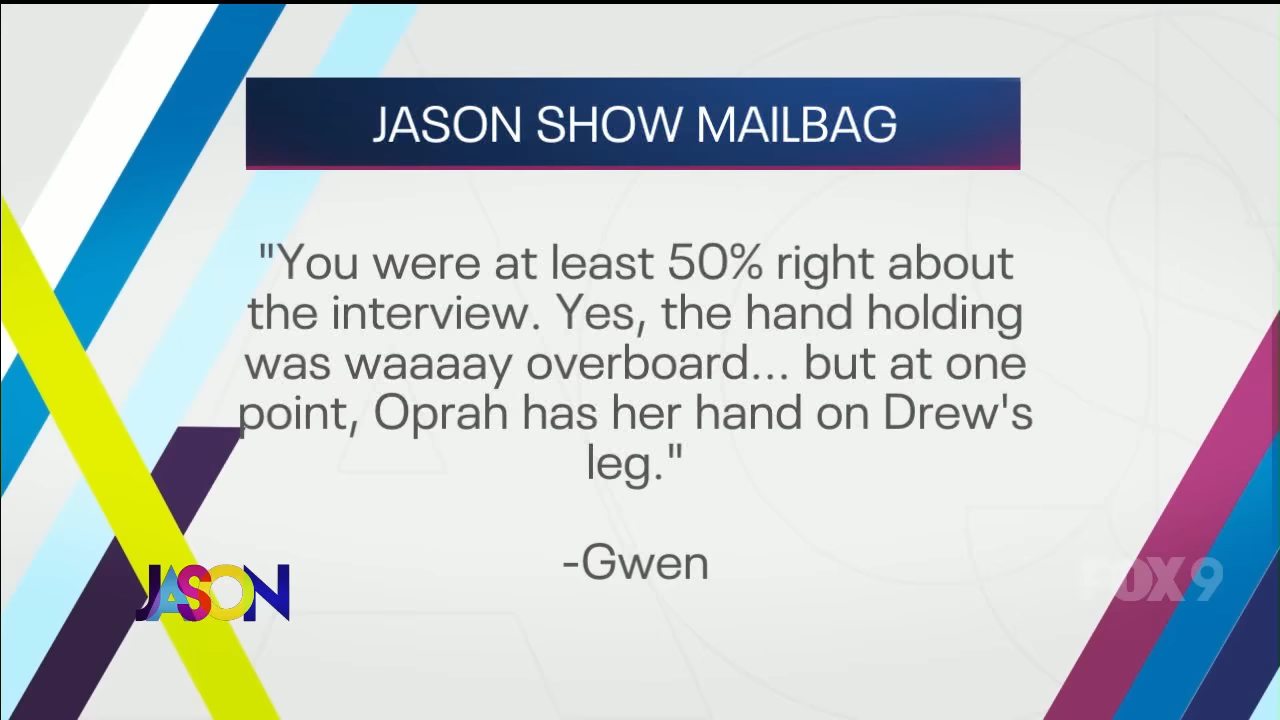 JASON SHOW MAILBAG
"You were at least 50% right about
the interview. Yes, the hand holding
was waaaay overboard... but at one
point, Oprah has her hand on Drew's
leg."
-Gwen
JASON
FOX 9